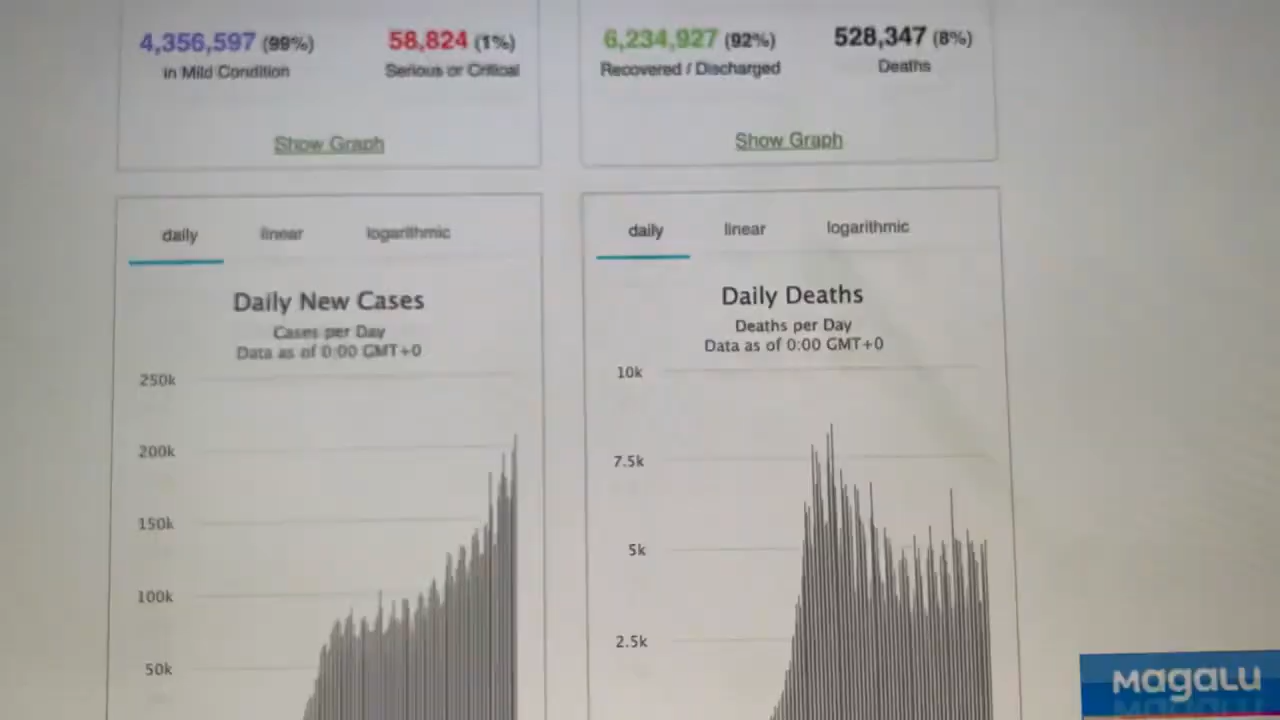 4,356,597 (99%)
in Mild Condition
58,824 (1%)
Serious or Critical
Show Graph
6,234,927 (92%)
Recovered / Discharged
528,347 (8%)
Deaths
Show Graph
daily
linear
logarithmic
Daily New Cases
Cases per Day
Data as of 0:00 GMT+0
250k
200k
150k
100k
50k
daily
linear
logarithmic
Daily Deaths
Deaths per Day
Data as of 0:00 GMT+0
10k
7.5k
5k
2.5k
Magalu